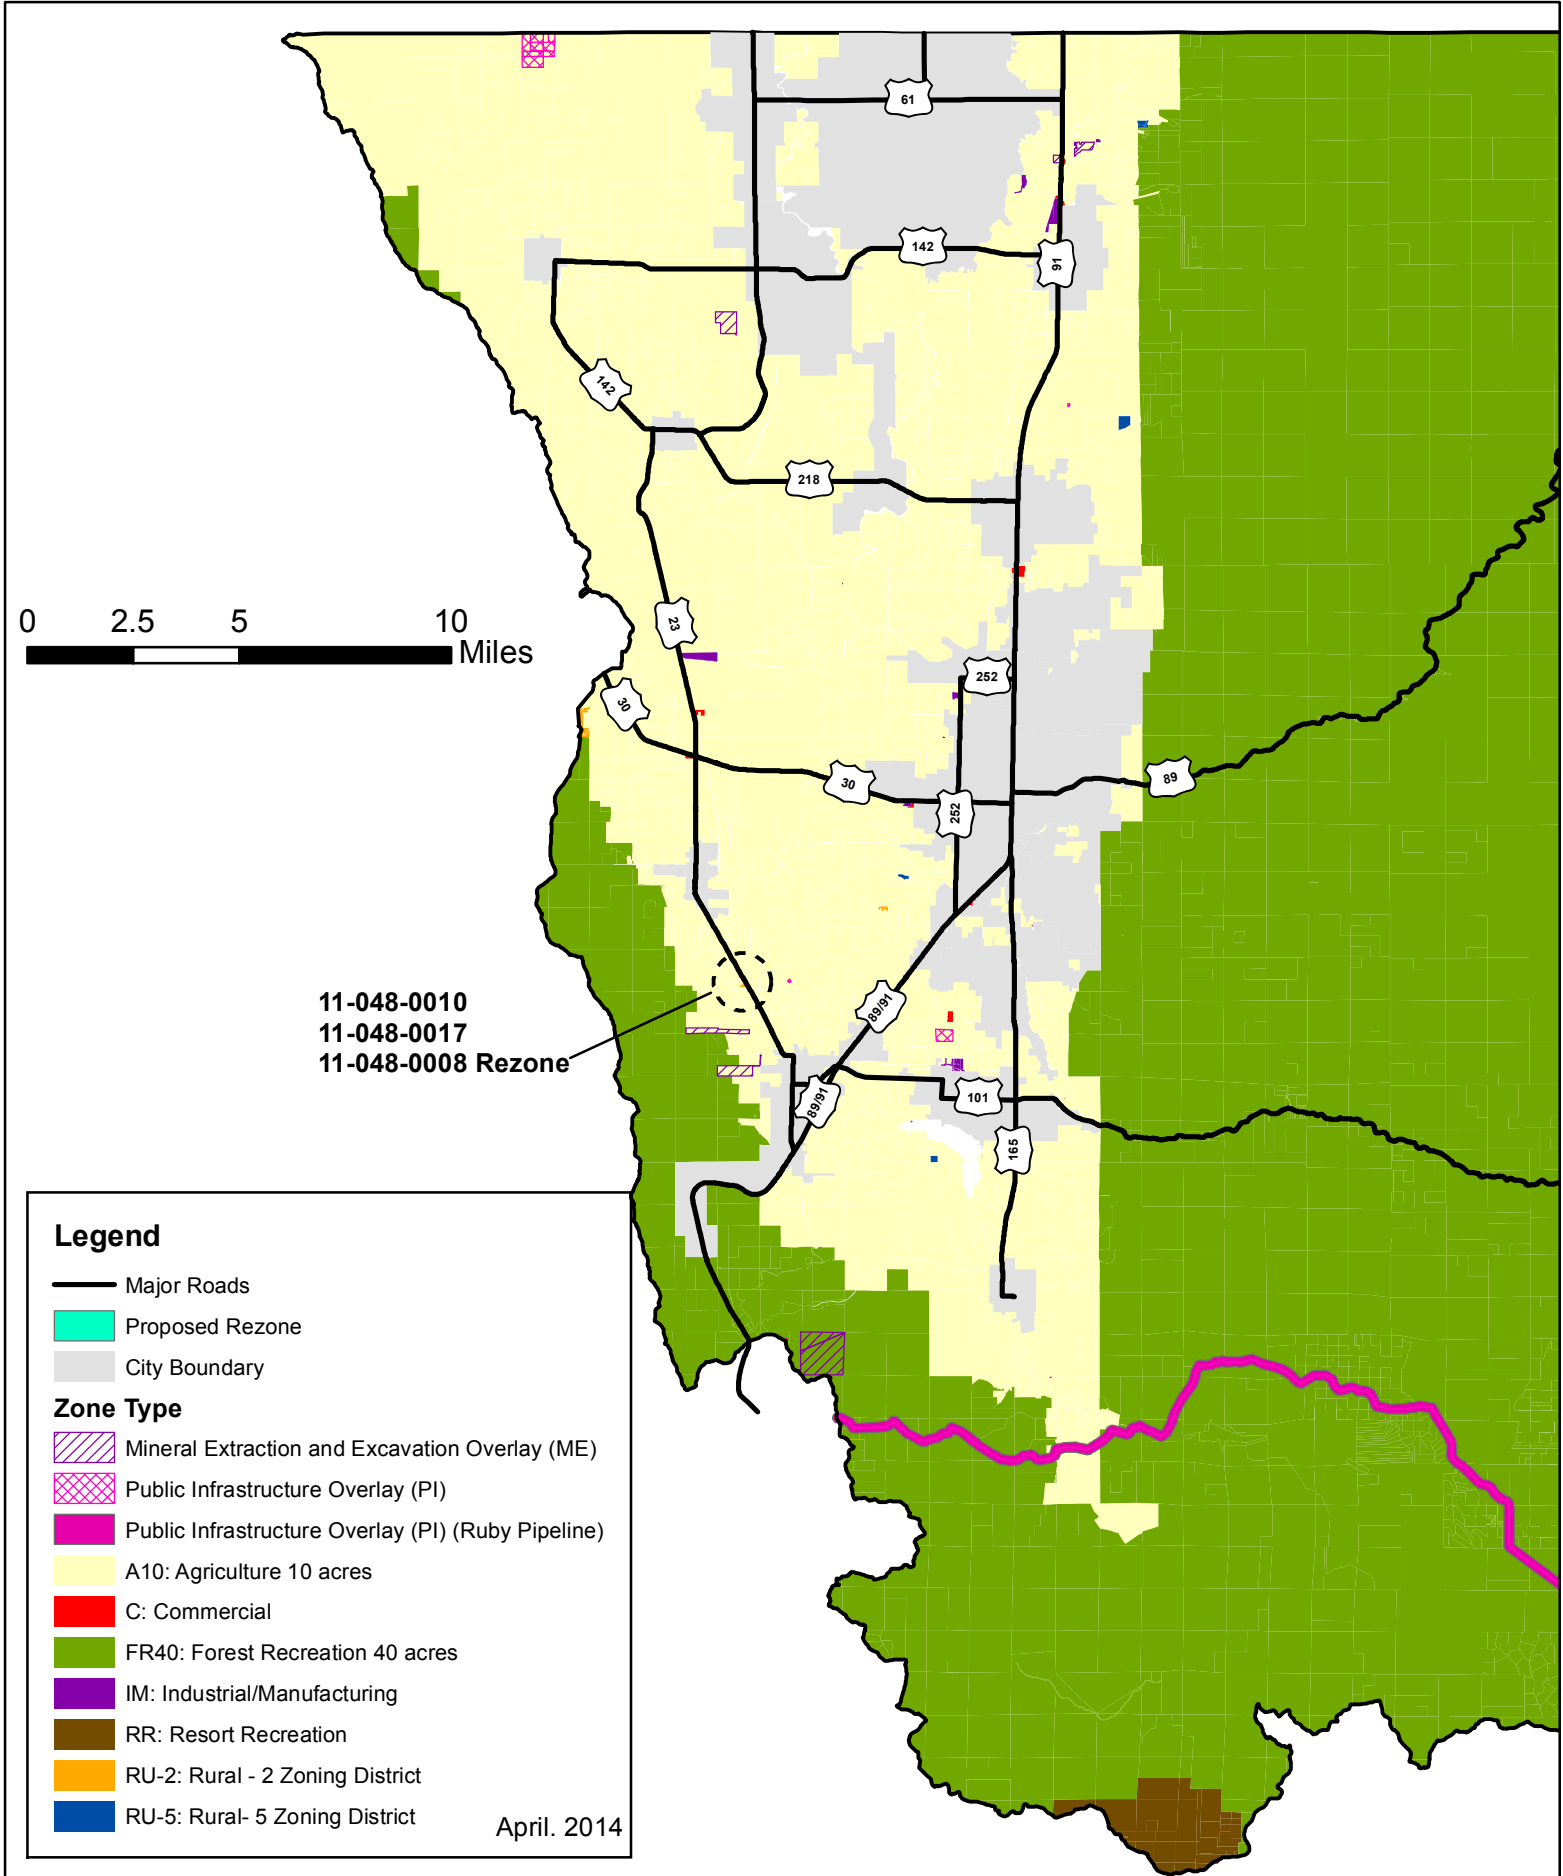 61
142
91
142
218
0 2.5 5 10
Miles
23
252
30
30
89
252
11-048-0010
11-048-0017
11-048-0008 Rezone
89/91
89/91
101
165
Legend
Major Roads
Proposed Rezone
City Boundary
Zone Type
Mineral Extraction and Excavation Overlay (ME)
Public Infrastructure Overlay (PI)
Public Infrastructure Overlay (PI) (Ruby Pipeline)
A10: Agriculture 10 acres
C: Commercial
FR40: Forest Recreation 40 acres
IM: Industrial/Manufacturing
RR: Resort Recreation
RU-2: Rural - 2 Zoning District
RU-5: Rural- 5 Zoning District
April. 2014